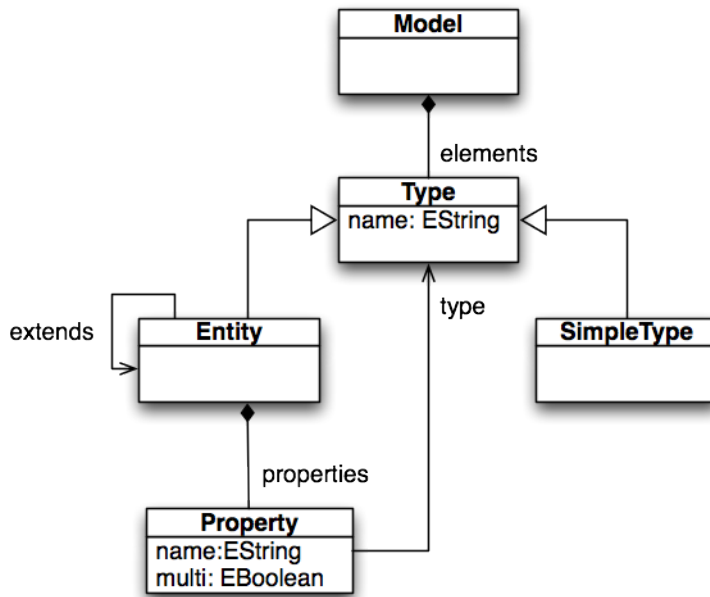 Model
elements
Type
name: EString
type
extends
Entity
SimpleType
properties
Property
name:EString
multi: EBoolean